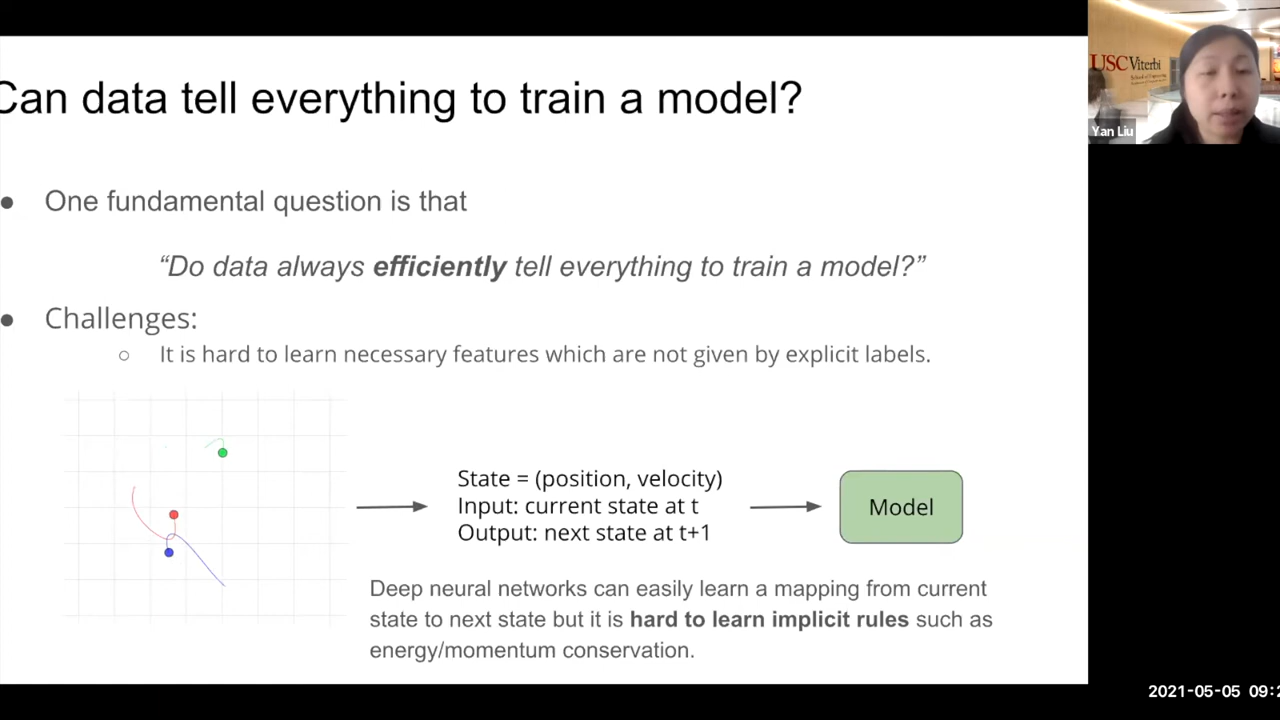 Can data tell everything to train a model?
USC Viterbi
School of Engineering
Yan Liu
● One fundamental question is that
“Do data always efficiently tell everything to train a model?”
● Challenges:
○ It is hard to learn necessary features which are not given by explicit labels.
State = (position, velocity)
Input: current state at t
Output: next state at t+1
Model
Deep neural networks can easily learn a mapping from current
state to next state but it is hard to learn implicit rules such as
energy/momentum conservation.
2021-05-05 09:2